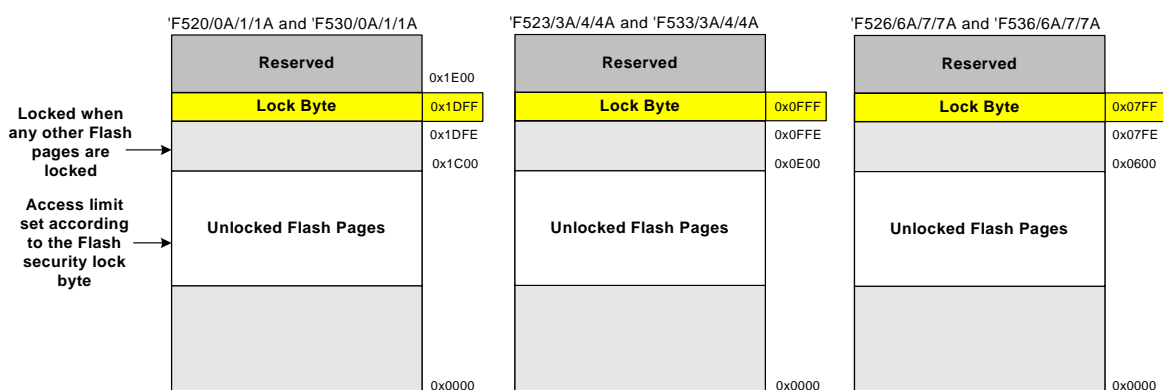 'F520/0A/1/1A and 'F530/0A/1/1A
Reserved
0x1E00
Lock Byte
0x1DFF
0x1DFE
0x1C00
Unlocked Flash Pages
0x0000
Locked when
any other Flash
pages are
locked
Access limit
set according
to the Flash
security lock
byte
'F523/3A/4/4A and 'F533/3A/4/4A
Reserved
Lock Byte
0x0FFF
0x0FFE
0x0E00
Unlocked Flash Pages
0x0000
'F526/6A/7/7A and 'F536/6A/7/7A
Reserved
Lock Byte
0x07FF
0x07FE
0x0600
Unlocked Flash Pages
0x0000